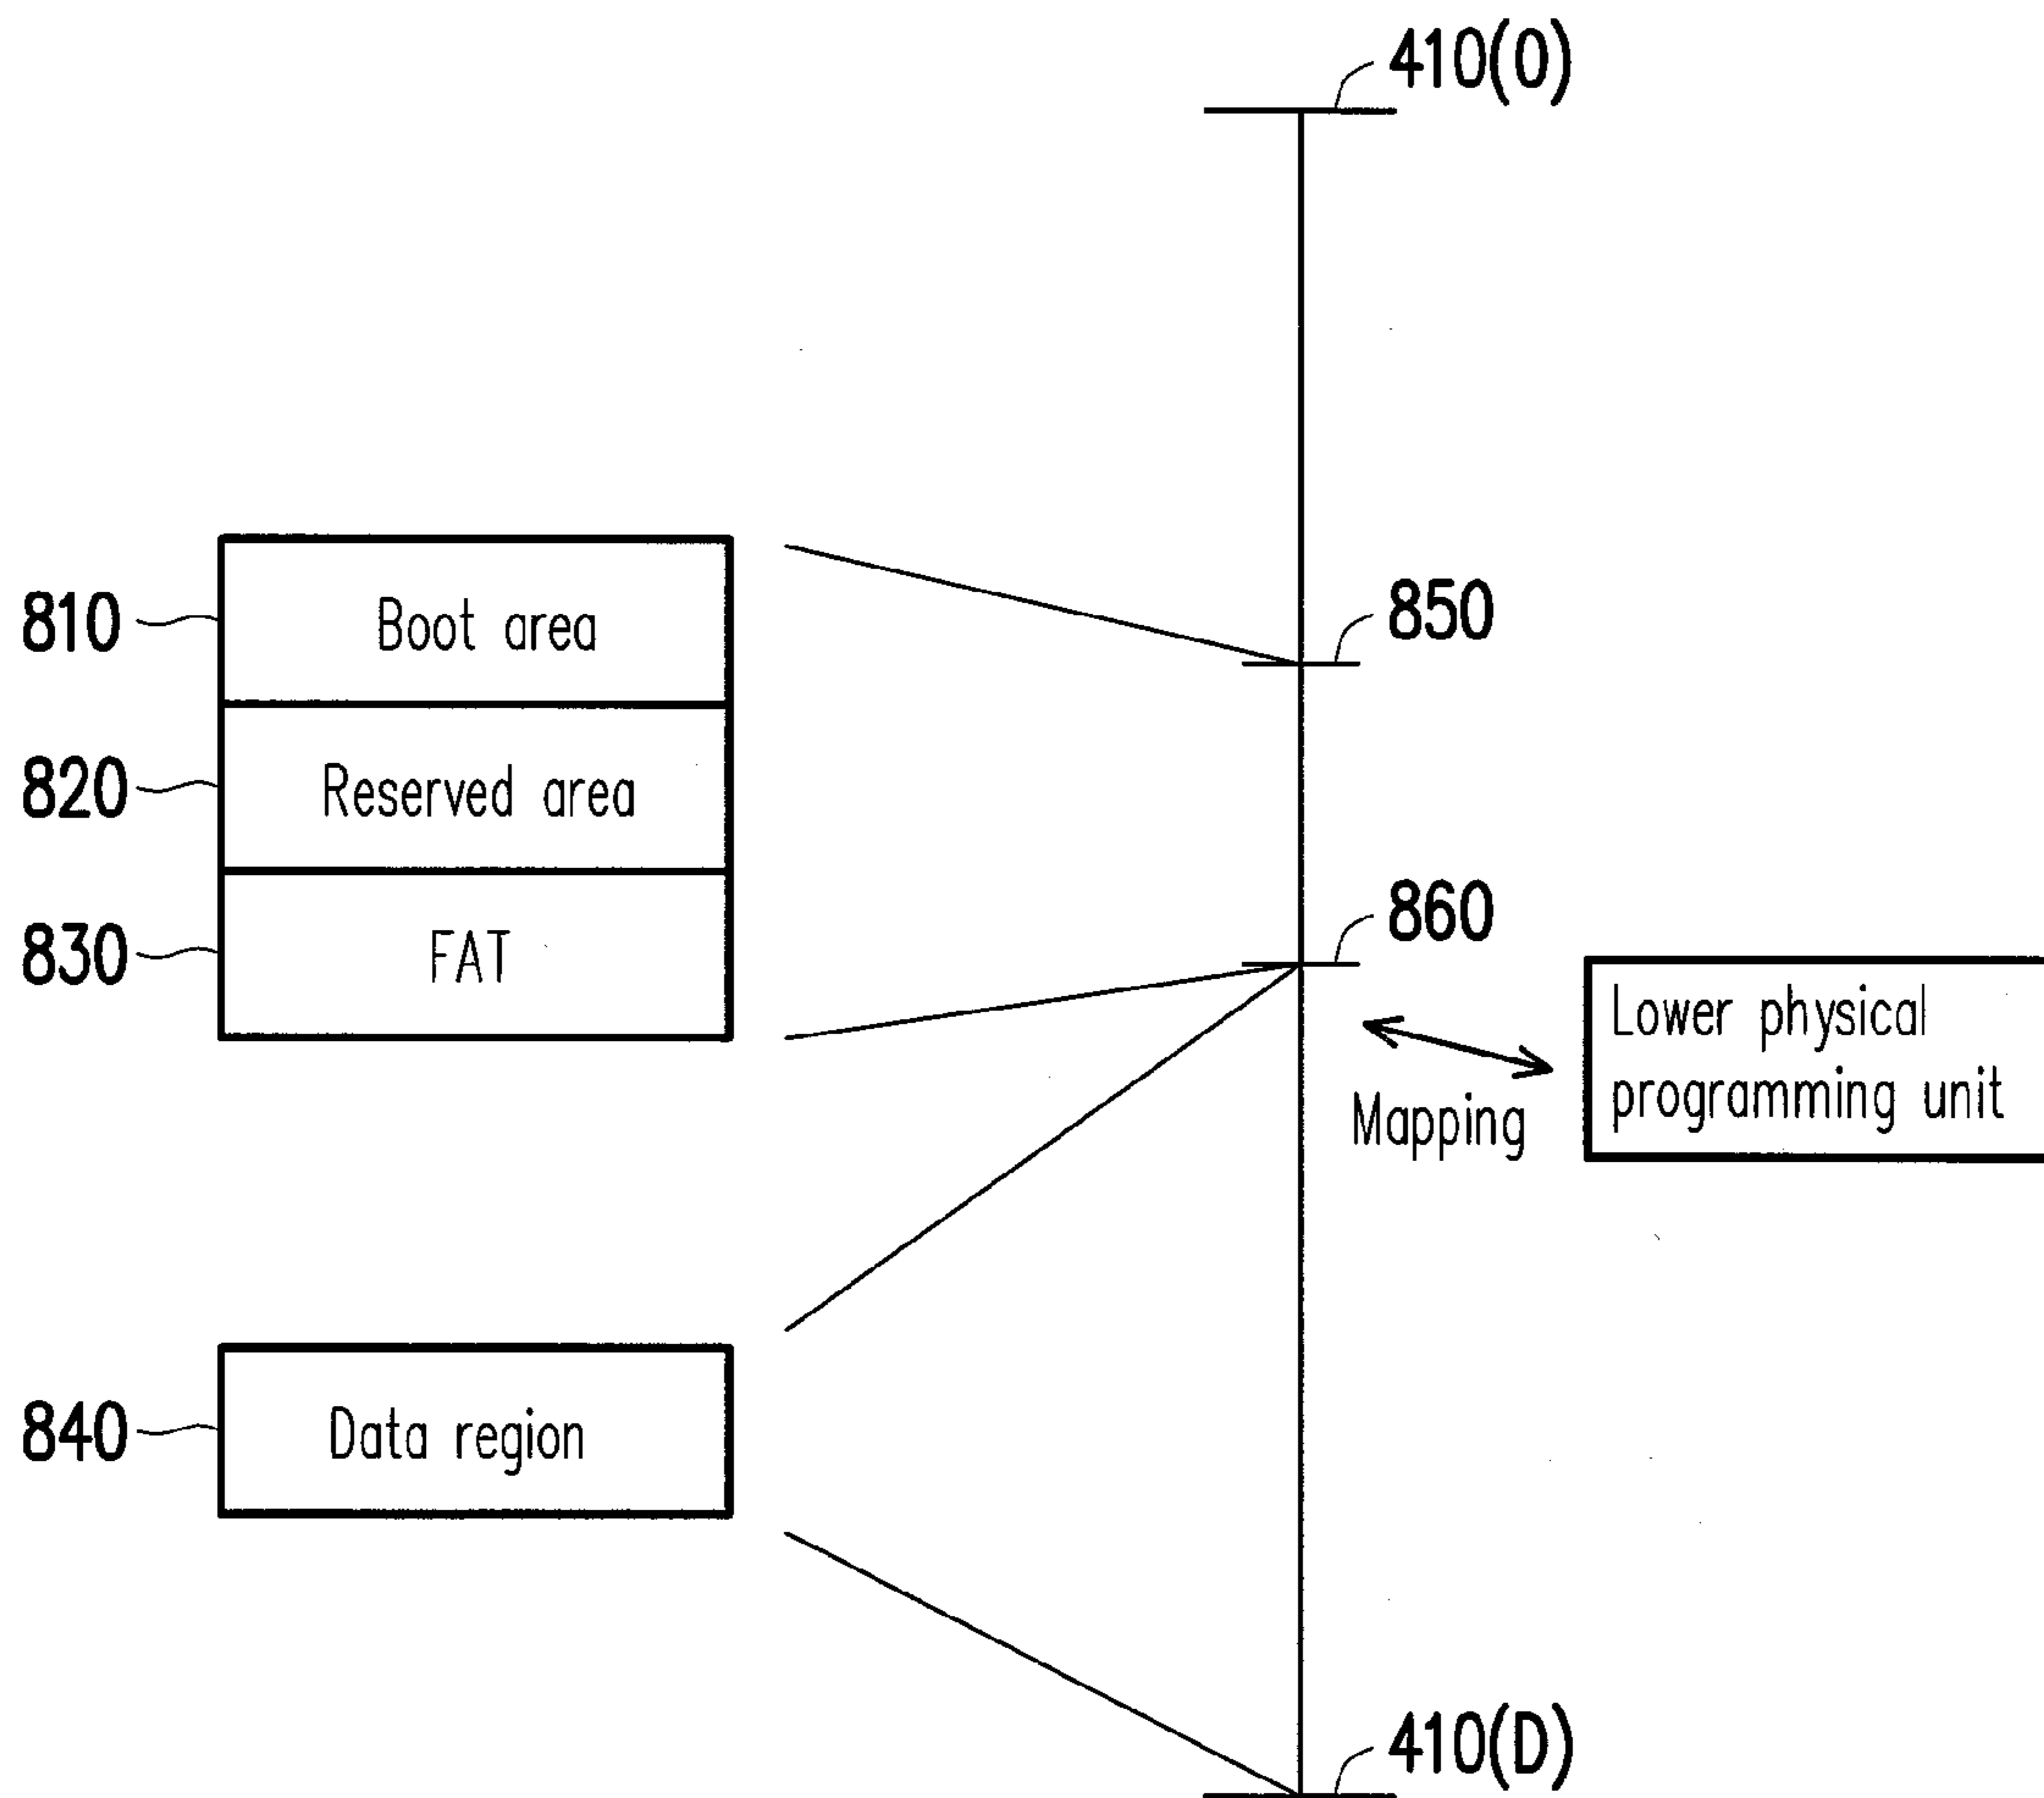 410(0)
810
Boot area
850
820
Reserved area
860
830
FAT
Lower physical
programming unit
Mapping
840
Data region
410(D)